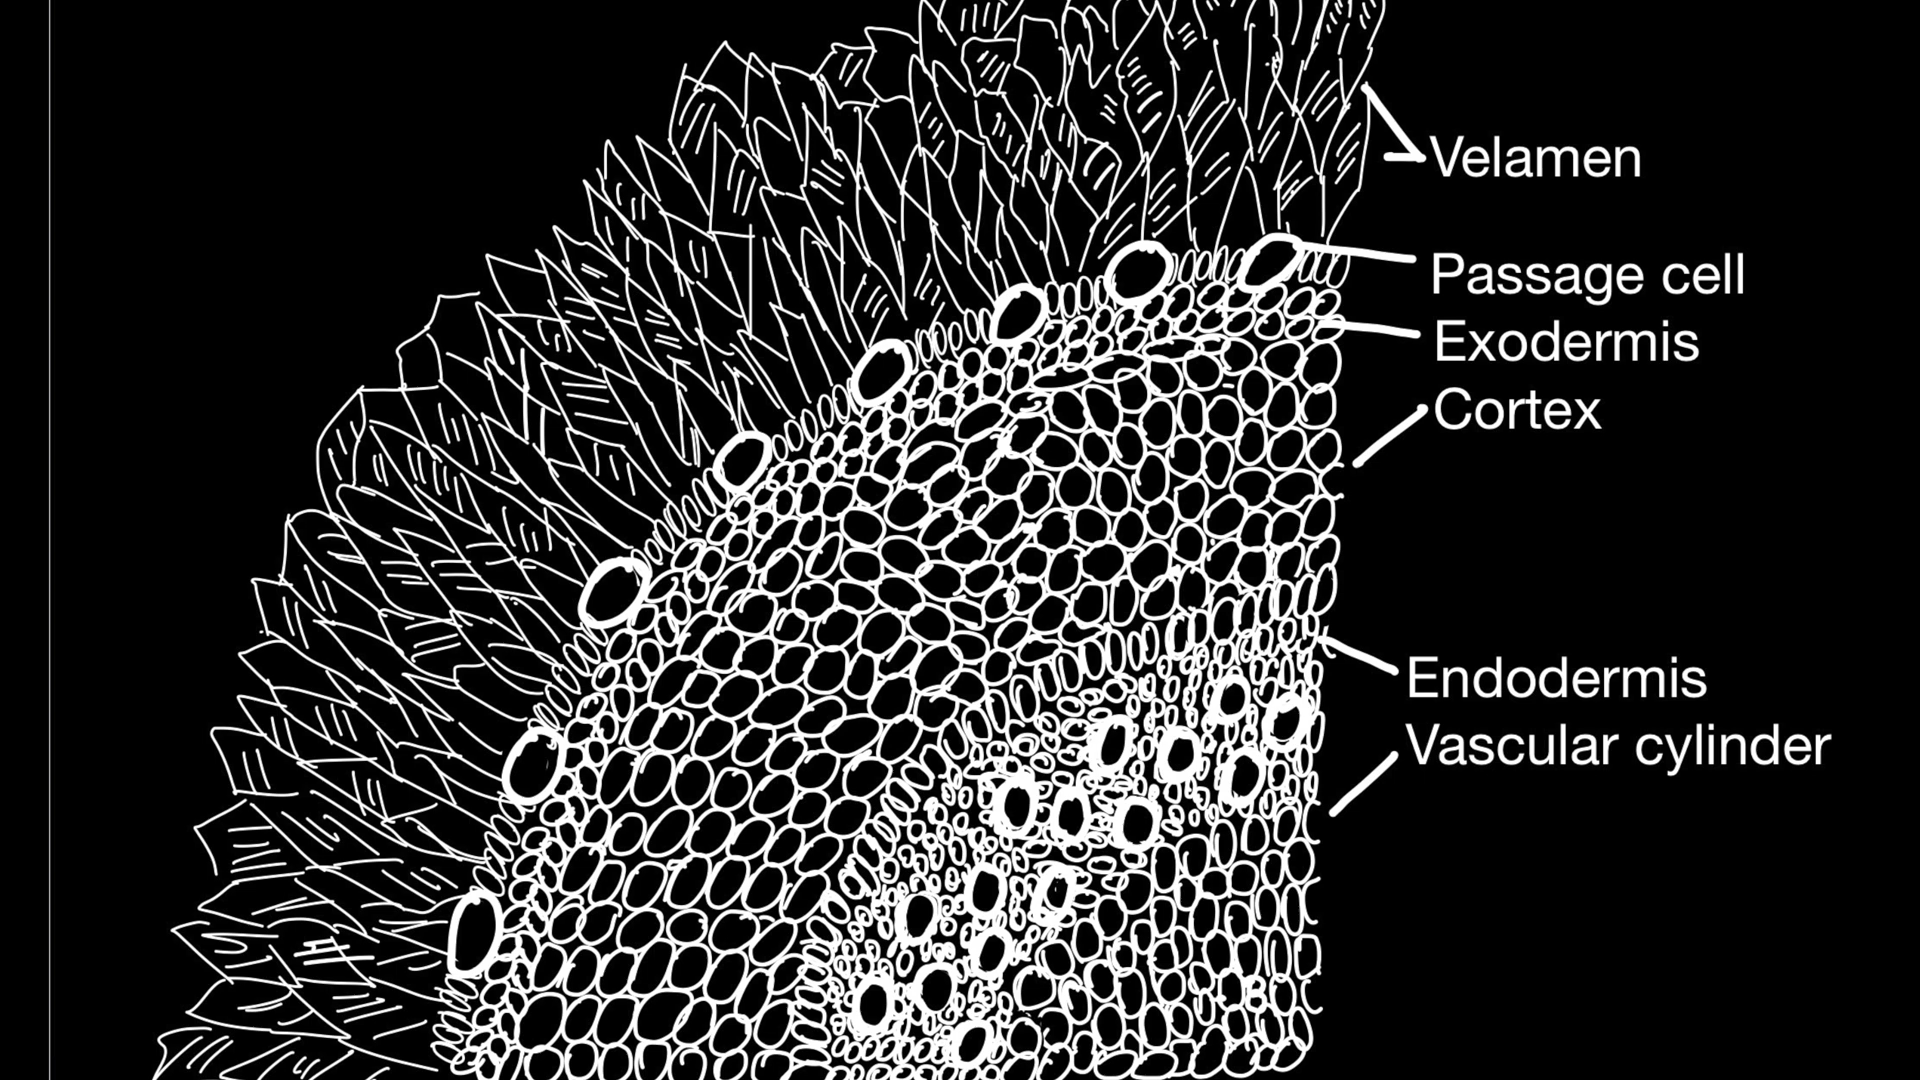 Velamen
Passage cell
Exodermis
Cortex
Endodermis
Vascular cylinder